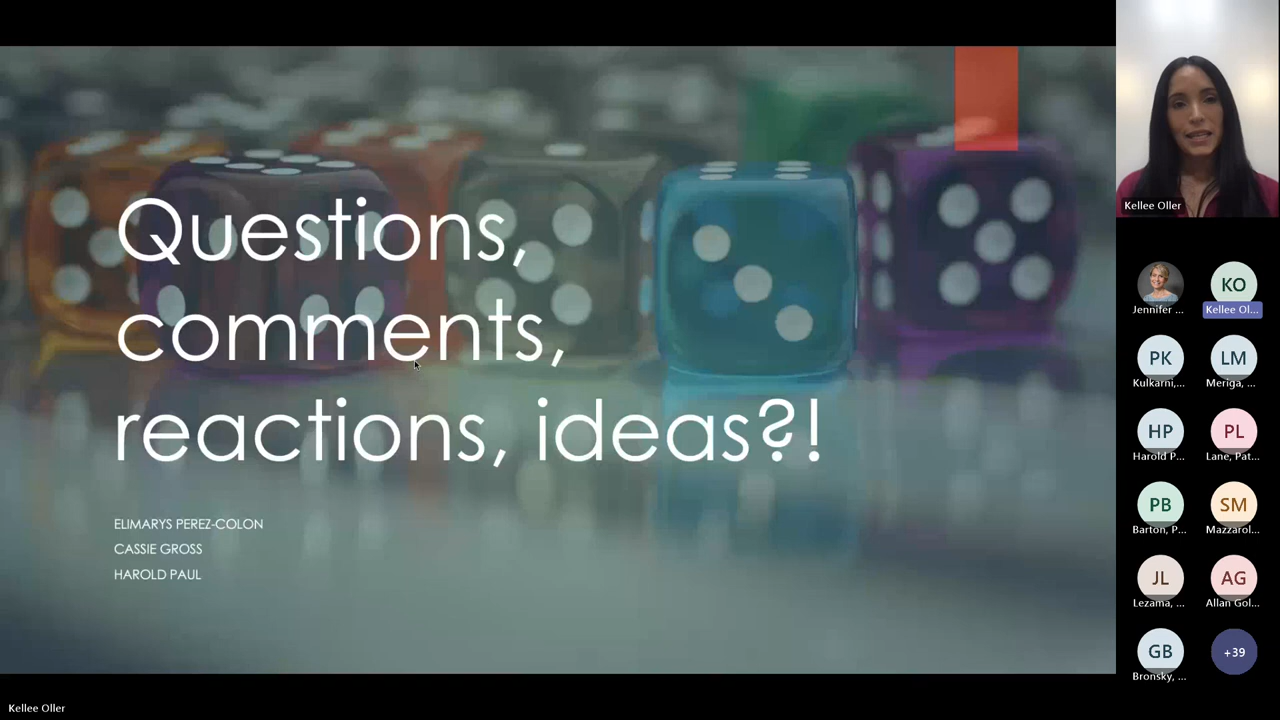 Questions,
comments,
reactions, ideas?!
ELIMARYS PEREZ-COLON
CASSIE GROSS
HAROLD PAUL
Kellee Oller
Kellee Oller
Jennifer ...
KO
Kellee Ol...
PK
Kulkarni,...
LM
Meriga, ...
HP
Harold P...
PL
Lane, Pat...
PB
Barton, P...
SM
Mazzarol...
JL
Lezama, ...
AG
Allan Gol...
GB
Bronsky, ...
+39